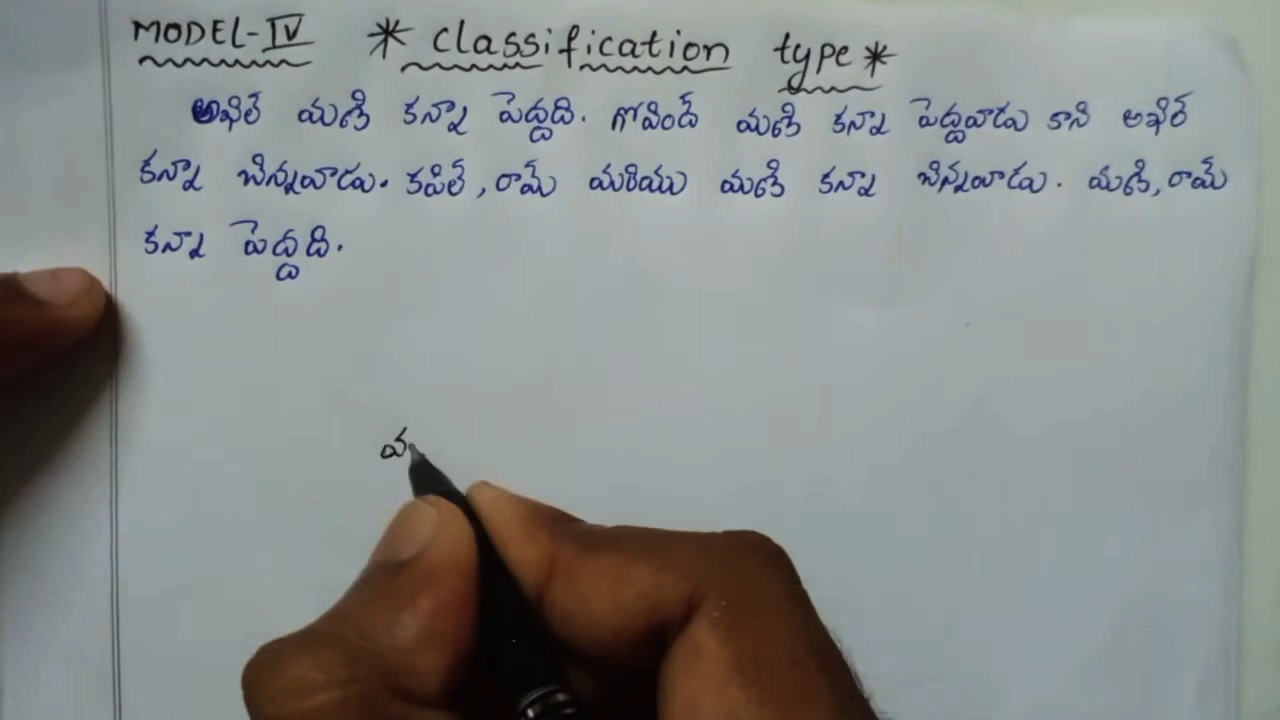 MODEL-IV * classification type *
అఖిల్ మణి కన్నా పెద్దది. గోవింద్ మణి కన్నా పెద్దవాడు కాని అఖిల్
కన్నా చిన్నవాడు. కపిల్, రామ్ మరియు మణి కన్నా చిన్నవాడు. మణి, రామ్
కన్నా పెద్దది.